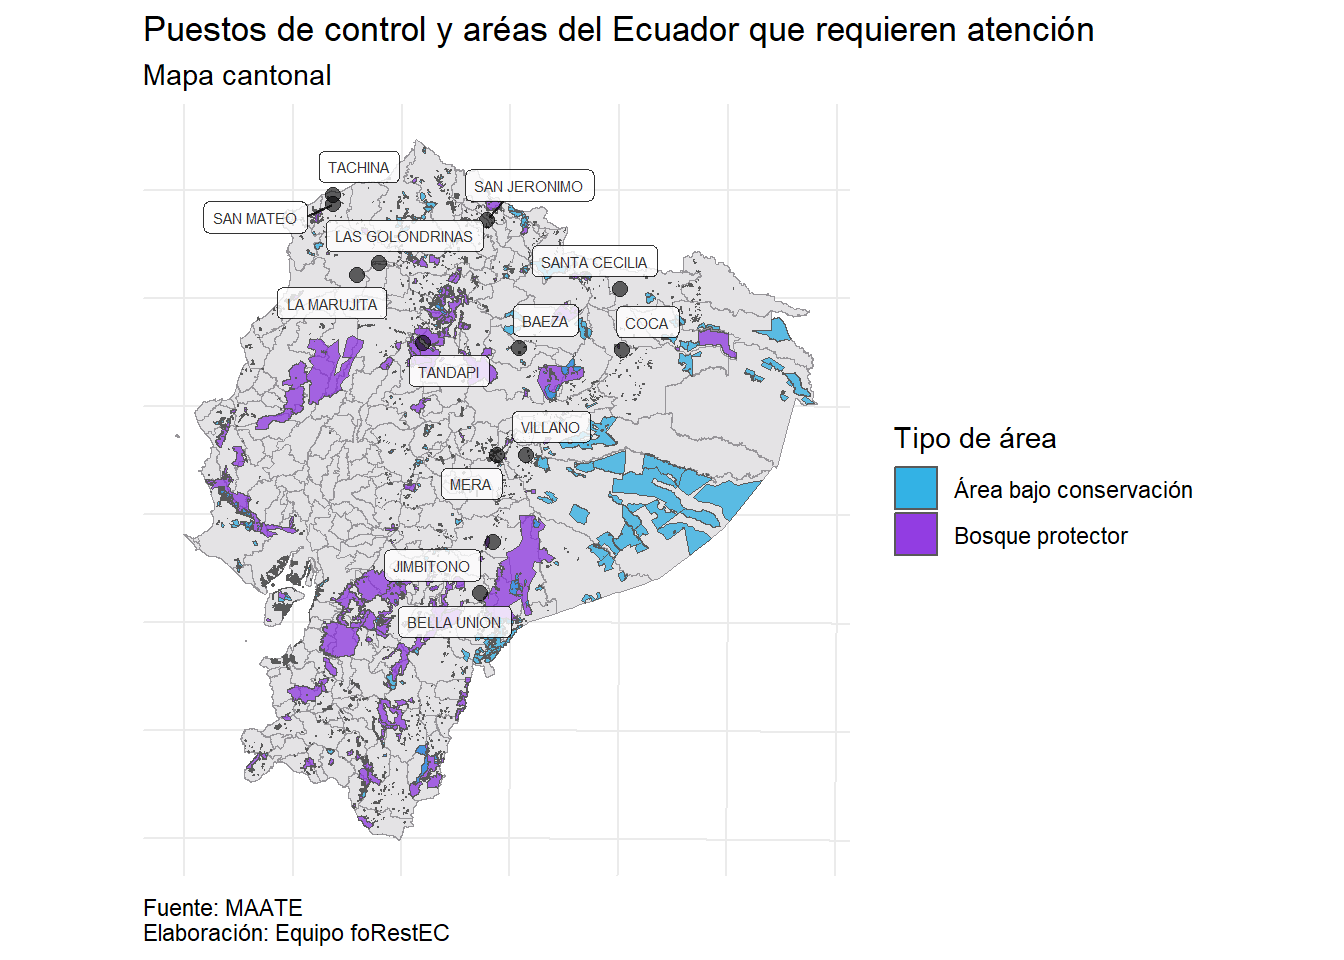 Puestos de control y aréas del Ecuador que requieren atención
Mapa cantonal
TACHINA
SAN JERONIMO
SAN MATEO
LAS GOLONDRINAS
SANTA CECILIA
LA MARUJITA
BAEZA
COCA
TANDAPI
VILLANO
MERA
JIMBITONO
BELLA UNION
Tipo de área
Área bajo conservación
Bosque protector
Fuente: MAATE
Elaboración: Equipo foRestEC